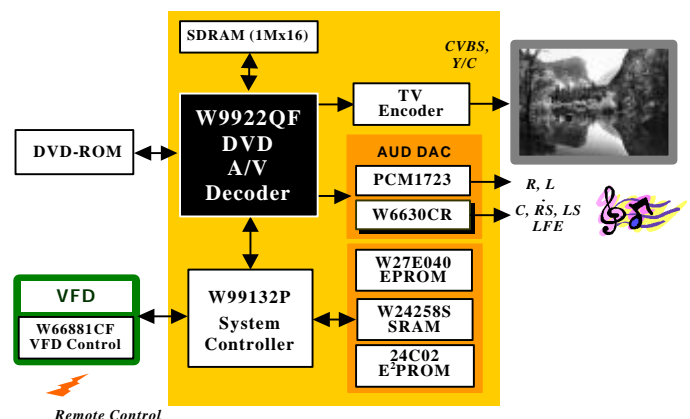 SDRAM (1Mx16)
CVBS,
Y/C
W9922QF
DVD
A/V
Decoder
TV
Encoder
DVD-ROM
AUD DAC
PCM1723
R, L
W6630CR
C, RS, LS
LFE
W27E040
EPROM
W99132P
System
Controller
W24258S
SRAM
24C02
E²PROM
VFD
W66881CF
VFD Control
Remote Control